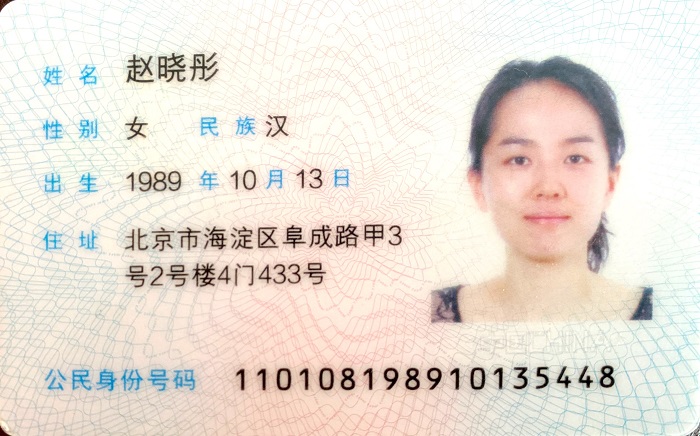 姓名 赵晓彤
性别 女 民族 汉
出生 1989 年 10 月 13 日
住址 北京市海淀区阜成路甲3
号2号楼4门433号
公民身份号码 110108198910135448